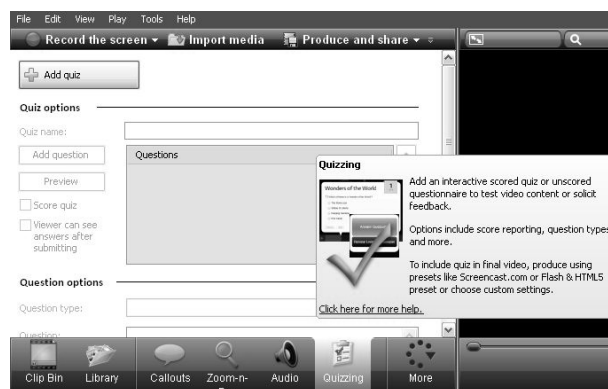 File Edit View Play Tools Help
Record the screen Import media Produce and share
Add quiz
Quiz options
Quiz name:
Add question
Questions
Preview
Score quiz
Viewer can see
answers after
submitting
Question options
Question type:
Question:
Quizzing
Wonders of the World 1
Add an interactive scored quiz or unscored
questionnaire to test video content or solicit
feedback.
Options include score reporting, question types
and more.
To include quiz in final video, produce using
presets like Screencast.com or Flash & HTML5
preset or choose custom settings.
Click here for more help.
Clip Bin Library Callouts Zoom-n- Audio Quizzing More